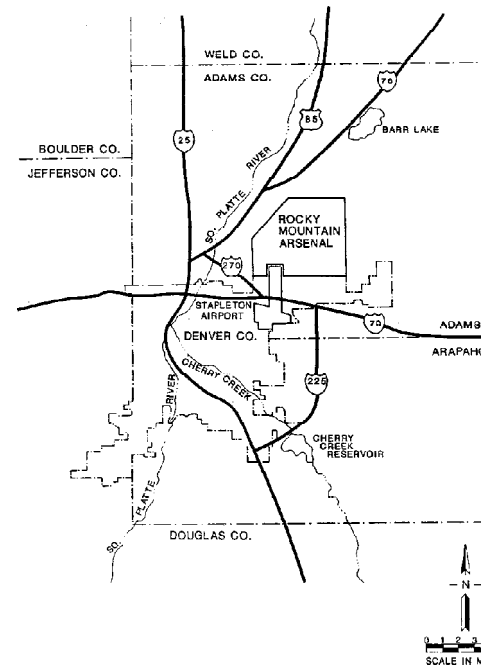 WELD CO.
ADAMS CO.
76
85
BARR LAKE
25
BOULDER CO.
JEFFERSON CO.
SO. PLATTE RIVER
ROCKY
MOUNTAIN
ARSENAL
270
STAPLETON
AIRPORT
70
ADAMS
DENVER CO.
ARAPAHO
CHERRY CREEK
225
RIVER
CHERRY
CREEK
RESERVOIR
SO. PLATTE
DOUGLAS CO.
N
0 1 2 3
SCALE IN M